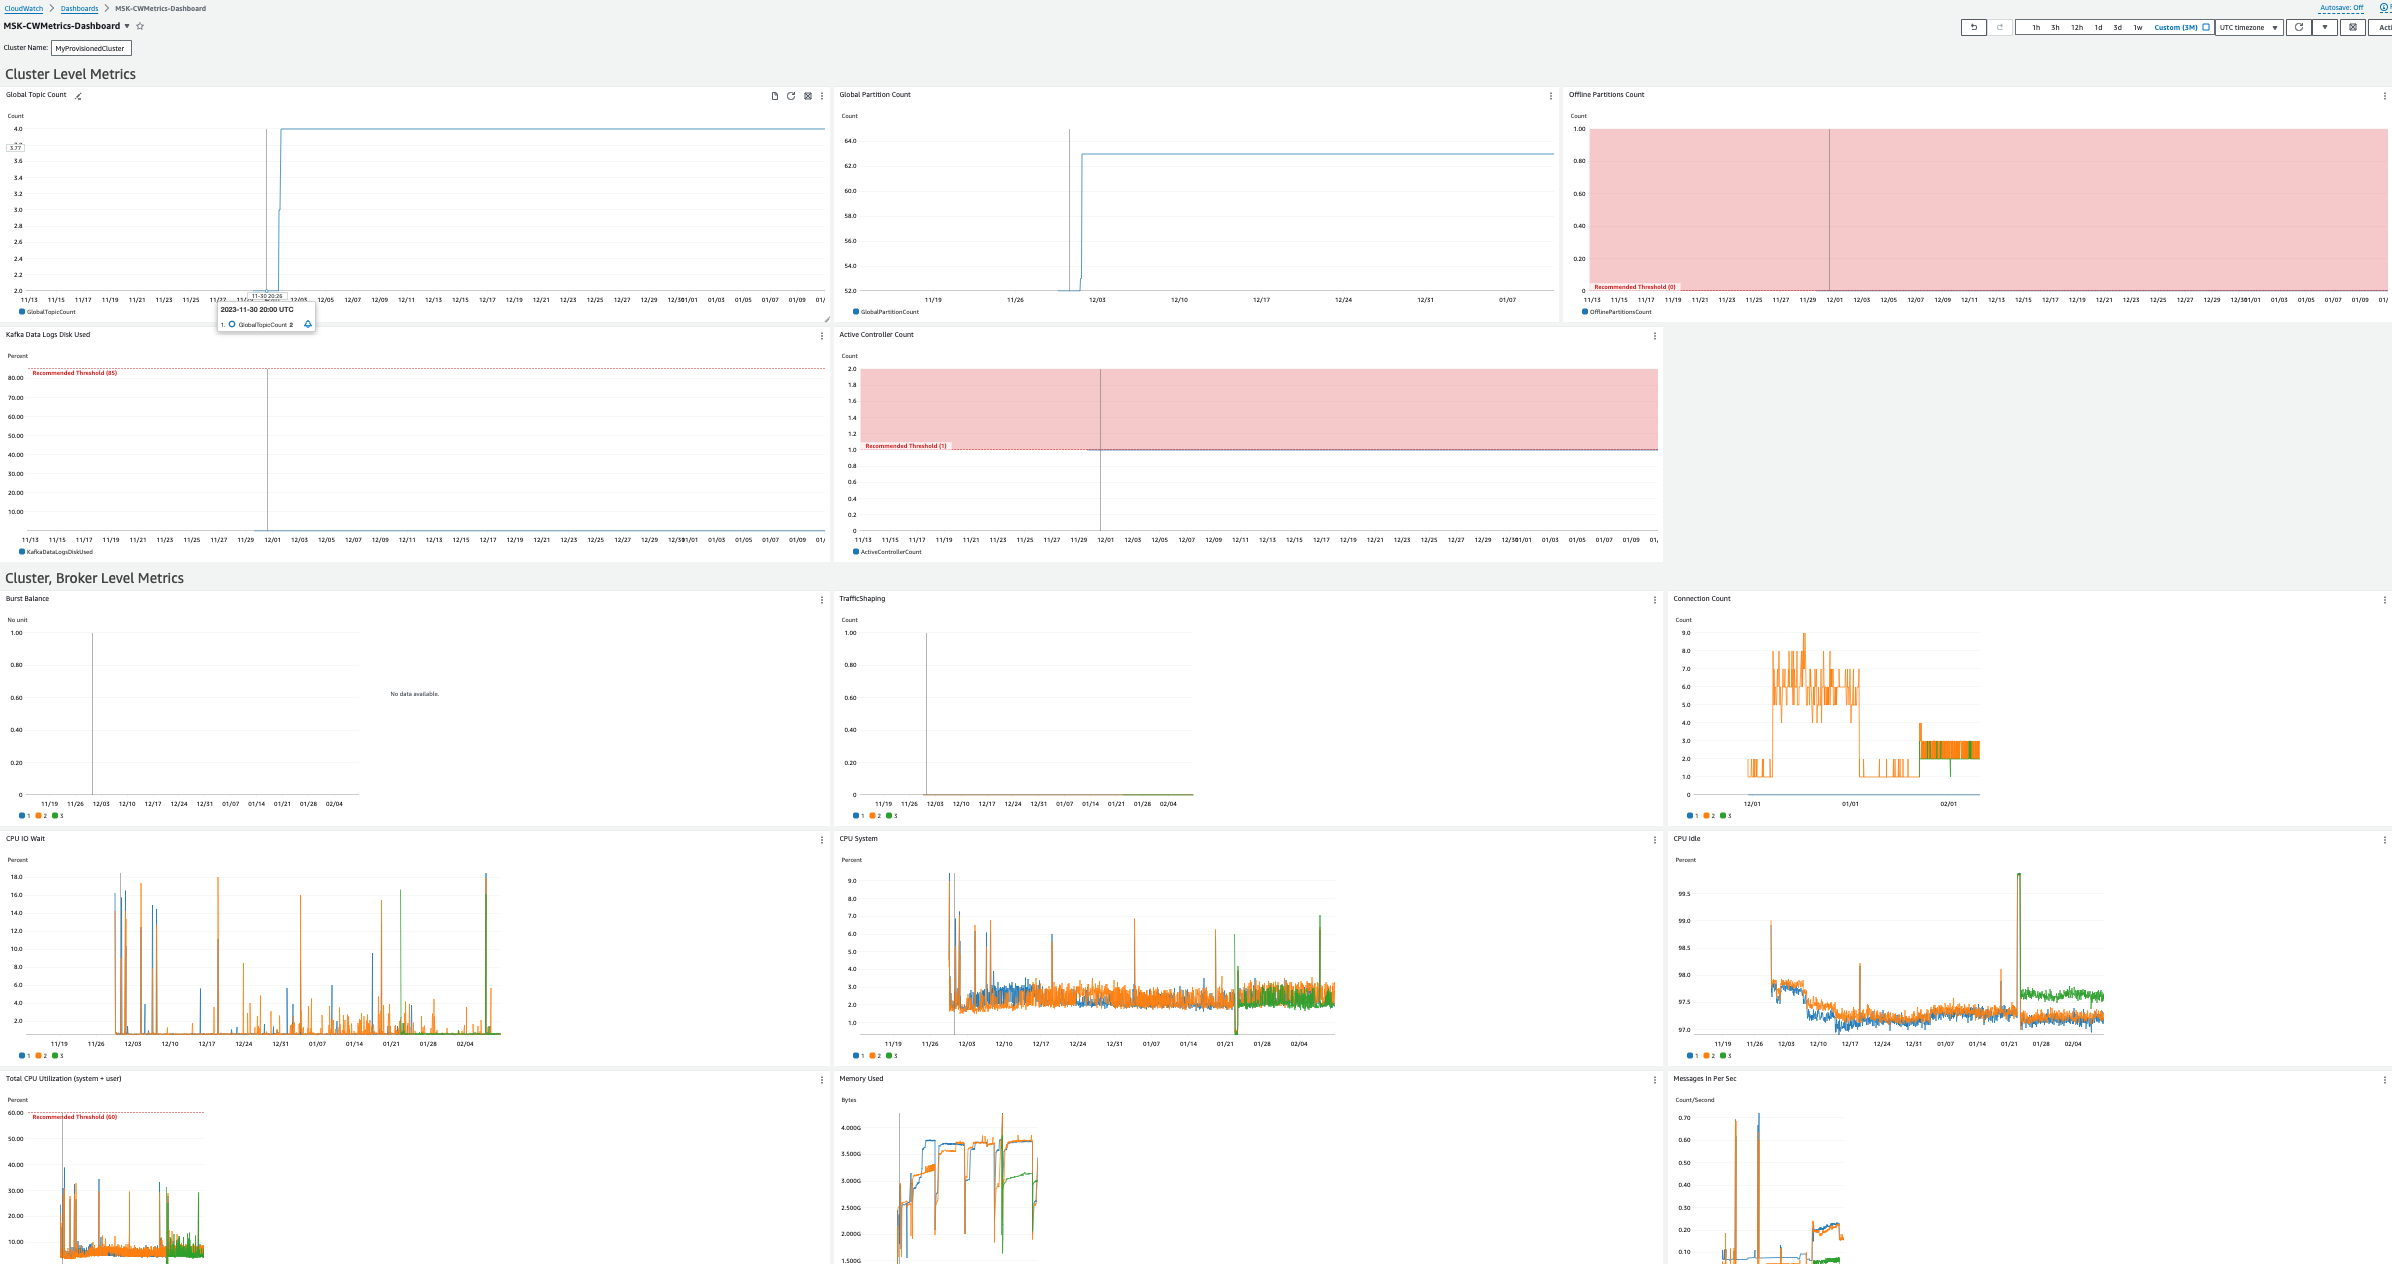 CloudWatch > Dashboards > MSK-CWMetrics-Dashboard
Autosave: Off
MSK-CWMetrics-Dashboard
1h 3h 12h 1d 3d 1w Custom (3M) UTC timezone
Cluster Name: MyProvisionedCluster
Cluster Level Metrics
Global Topic Count
Count
4.0
3.77
3.6
3.4
3.2
3.0
2.8
2.6
2.4
2.2
2.0
11/13 11/15 11/17 11/19 11/21 11/23 11/25 11/27 12/03 12/05 12/07 12/09 12/11 12/13 12/15 12/17 12/19 12/21 12/23 12/25 12/27 12/29 12/31 01/01 01/03 01/05 01/07 01/09
11-30 20:26
GlobalTopicCount
2023-11-30 20:00 UTC
1. GlobalTopicCount 2
Global Partition Count
Count
64.0
62.0
60.0
58.0
56.0
54.0
52.0
11/19 11/26 12/03 12/10 12/17 12/24 12/31 01/07
GlobalPartitionCount
Offline Partitions Count
Count
1.00
0.80
0.60
0.40
0.20
0
Recommended Threshold (0)
11/13 11/15 11/17 11/19 11/21 11/23 11/25 11/27 11/29 12/01 12/03 12/05 12/07 12/09 12/11 12/13 12/15 12/17 12/19 12/21 12/23 12/25 12/27 12/29 01/01 01/03 01/05 01/07 01/09
OfflinePartitionsCount
Kafka Data Logs Disk Used
Percent
Recommended Threshold (85)
80.00
70.00
60.00
50.00
40.00
30.00
20.00
10.00
11/13 11/15 11/17 11/19 11/21 11/23 11/25 11/27 11/29 12/01 12/03 12/05 12/07 12/09 12/11 12/13 12/15 12/17 12/19 12/21 12/23 12/25 12/27 12/29 01/01 01/03 01/05 01/07 01/09
KafkaDataLogsDiskUsed
Active Controller Count
Count
2.0
1.8
1.6
1.4
1.2
Recommended Threshold (1)
1.0
0.8
0.6
0.4
0.2
0
11/13 11/15 11/17 11/19 11/21 11/23 11/25 11/27 11/29 12/01 12/03 12/05 12/07 12/09 12/11 12/13 12/15 12/17 12/19 12/21 12/23 12/25 12/27 12/29 01/01 01/03 01/05 01/07 01/09
ActiveControllerCount
Cluster, Broker Level Metrics
Burst Balance
No unit
1.00
0.80
0.60
0.40
0.20
0
No data available.
11/19 11/26 12/03 12/10 12/17 12/24 12/31 01/07 01/14 01/21 01/28 02/04
1 2 3
TrafficShaping
Count
1.00
0.80
0.60
0.40
0.20
0
11/19 11/26 12/03 12/10 12/17 12/24 12/31 01/07 01/14 01/21 01/28 02/04
1 2 3
Connection Count
Count
9.0
8.0
7.0
6.0
5.0
4.0
3.0
2.0
1.0
0
12/01 01/01 02/01
1 2 3
CPU IO Wait
Percent
18.0
16.0
14.0
12.0
10.0
8.0
6.0
4.0
2.0
11/19 11/26 12/03 12/10 12/17 12/24 12/31 01/07 01/14 01/21 01/28 02/04
1 2 3
CPU System
Percent
9.0
8.0
7.0
6.0
5.0
4.0
3.0
2.0
1.0
11/19 11/26 12/03 12/10 12/17 12/24 12/31 01/07 01/14 01/21 01/28 02/04
1 2 3
CPU Idle
Percent
99.5
99.0
98.5
98.0
97.5
97.0
11/19 11/26 12/03 12/10 12/17 12/24 12/31 01/07 01/14 01/21 01/28 02/04
1 2 3
Total CPU Utilization (system + user)
Percent
60.00
Recommended Threshold (60)
50.00
40.00
30.00
20.00
10.00
Memory Used
Bytes
4.000G
3.500G
3.000G
2.500G
2.000G
1.500G
Messages In Per Sec
Count/Second
0.70
0.60
0.50
0.40
0.30
0.20
0.10